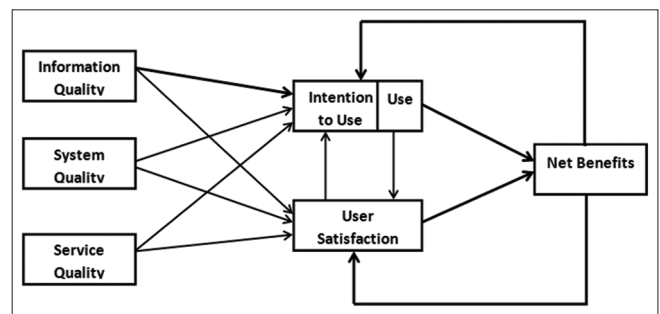 Information
Quality
Intention
to Use
Use
System
Quality
Net Benefits
User
Satisfaction
Service
Quality